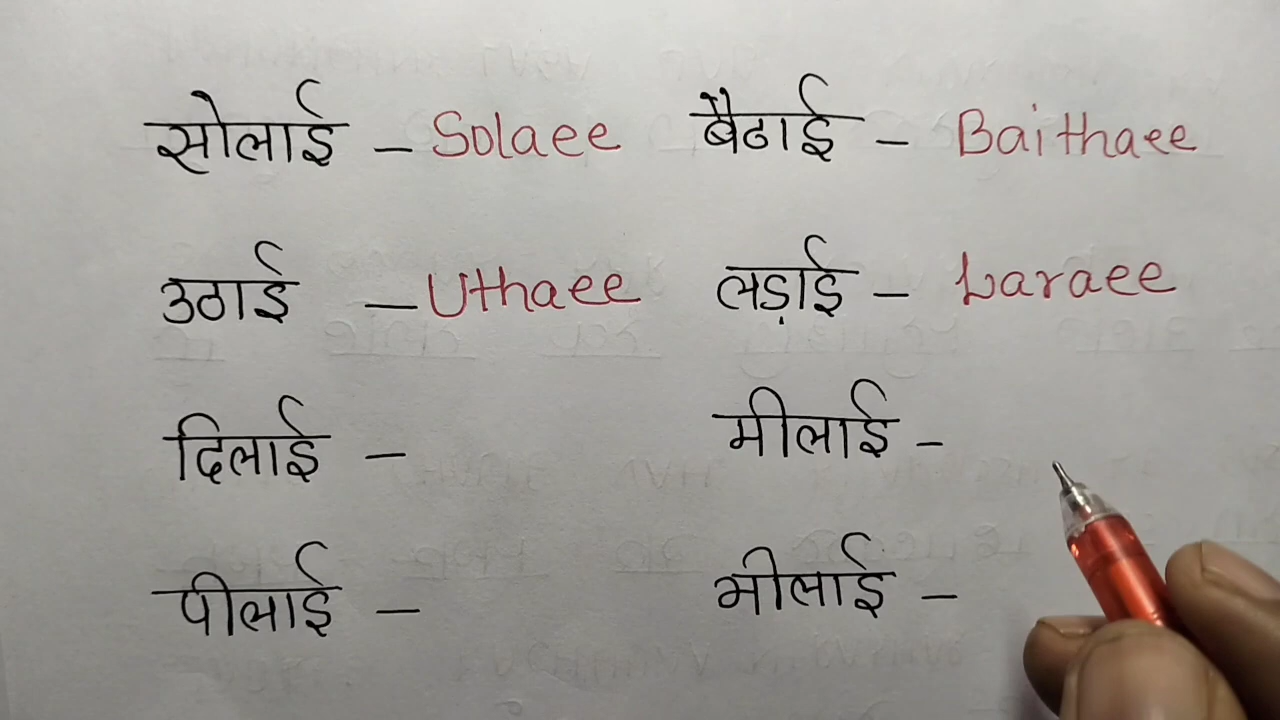 सोलाई – Solaee बैठाई – Baithaee
उठाई – Uthaee लड़ाई – Laraee
दिलाई – मीलाई –
पीलाई – भीलाई –